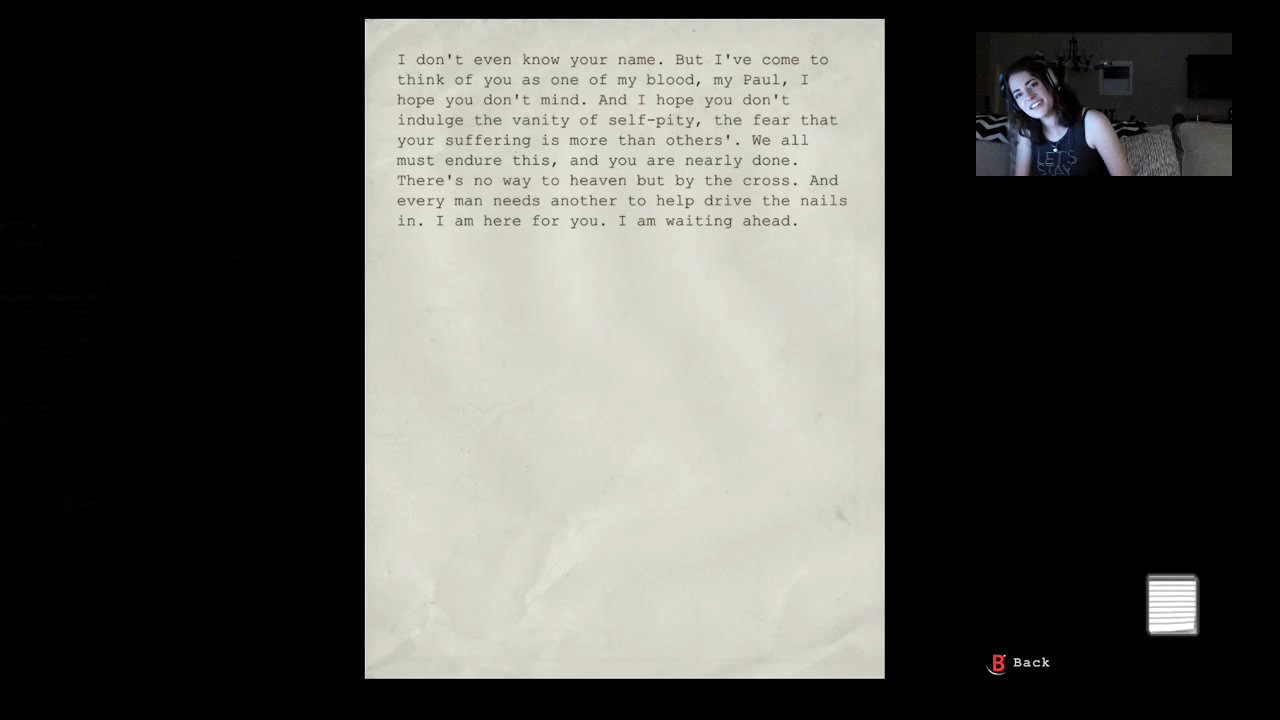 I don't even know your name. But I've come to
think of you as one of my blood, my Paul, I
hope you don't mind. And I hope you don't
indulge the vanity of self-pity, the fear that
your suffering is more than others'. We all
must endure this, and you are nearly done.
There's no way to heaven but by the cross. And
every man needs another to help drive the nails
in. I am here for you. I am waiting ahead.
LET'S
STAY
B Back